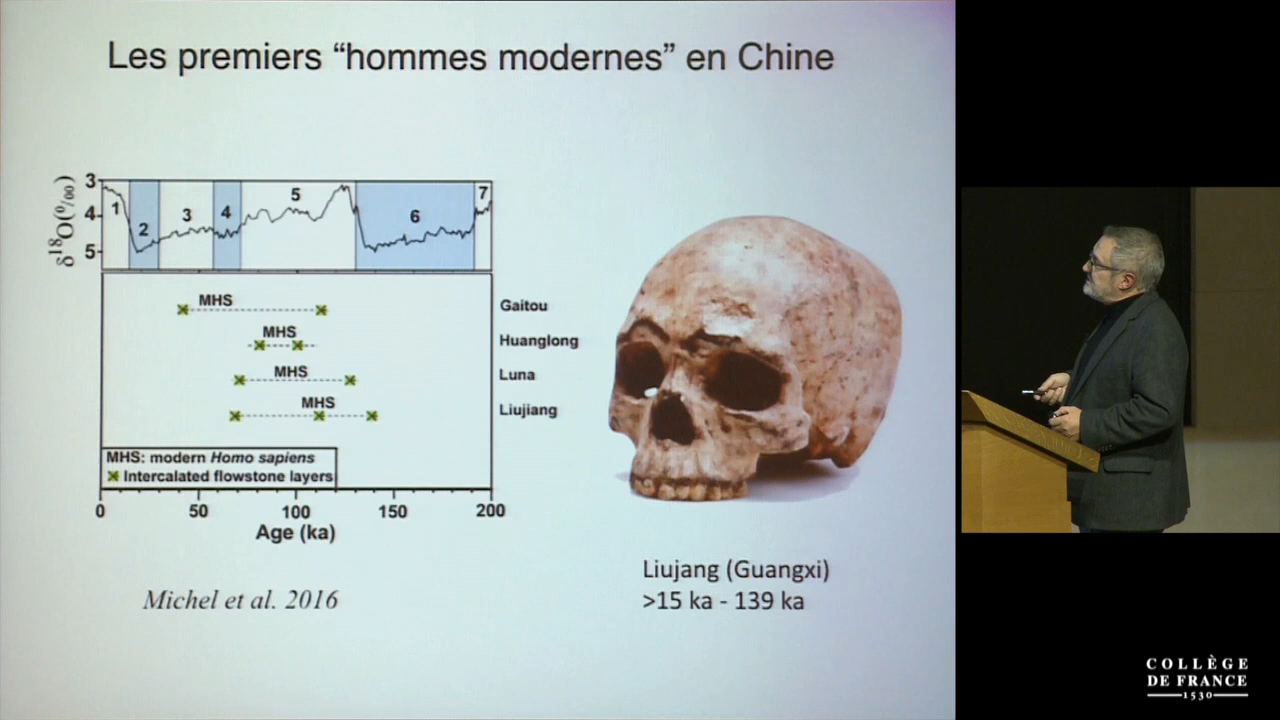 Les premiers “hommes modernes” en Chine
δ18O(0/00)
3
4
5
1
2
3
4
5
6
7
MHS
Gaitou
MHS
Huanglong
MHS
Luna
MHS
Liujiang
MHS: modern Homo sapiens
Intercalated flowstone layers
0
50
100
150
200
Age (ka)
Michel et al. 2016
Liujang (Guangxi)
>15 ka - 139 ka
COLLÈGE
DE FRANCE
1530